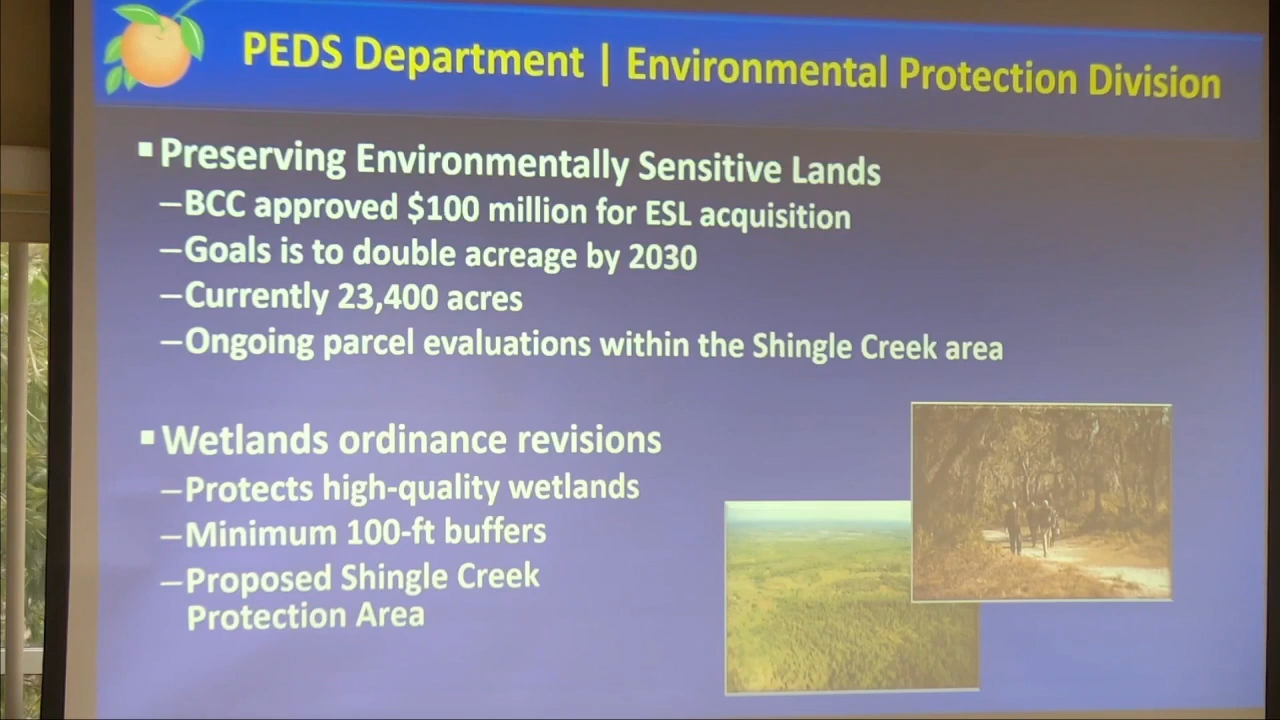 PEDS Department | Environmental Protection Division
▪ Preserving Environmentally Sensitive Lands
–BCC approved $100 million for ESL acquisition
–Goals is to double acreage by 2030
–Currently 23,400 acres
–Ongoing parcel evaluations within the Shingle Creek area
▪ Wetlands ordinance revisions
–Protects high-quality wetlands
–Minimum 100-ft buffers
–Proposed Shingle Creek
Protection Area